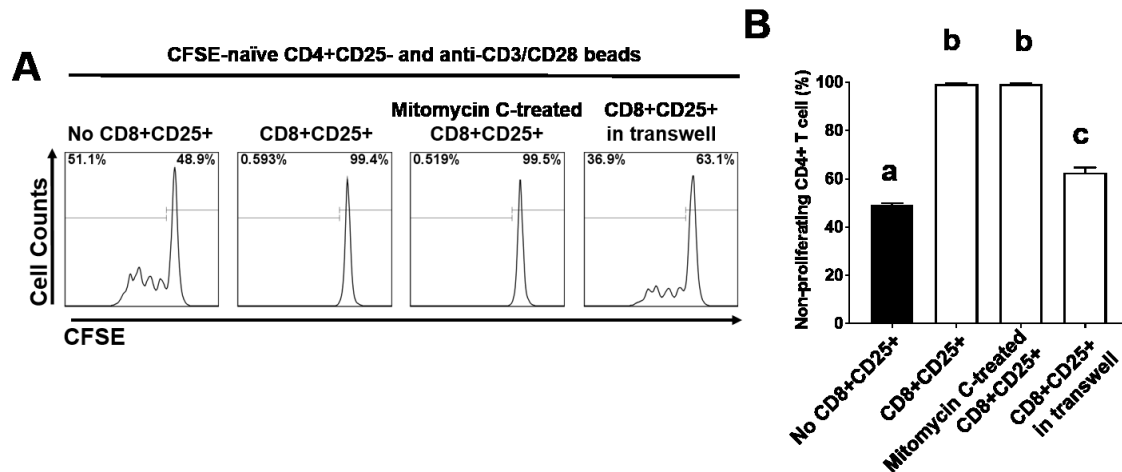 A
CFSE-naïve CD4+CD25- and anti-CD3/CD28 beads
No CD8+CD25+
CD8+CD25+
Mitomycin C-treated
CD8+CD25+
CD8+CD25+
in transwell
51.1%
48.9%
0.593%
99.4%
0.519%
99.5%
36.9%
63.1%
Cell Counts
CFSE
B
Non-proliferating CD4+ T cell (%)
100
80
60
40
20
0
a
b
b
c
No CD8+CD25+
CD8+CD25+
Mitomycin C-treated
CD8+CD25+
CD8+CD25+
in transwell